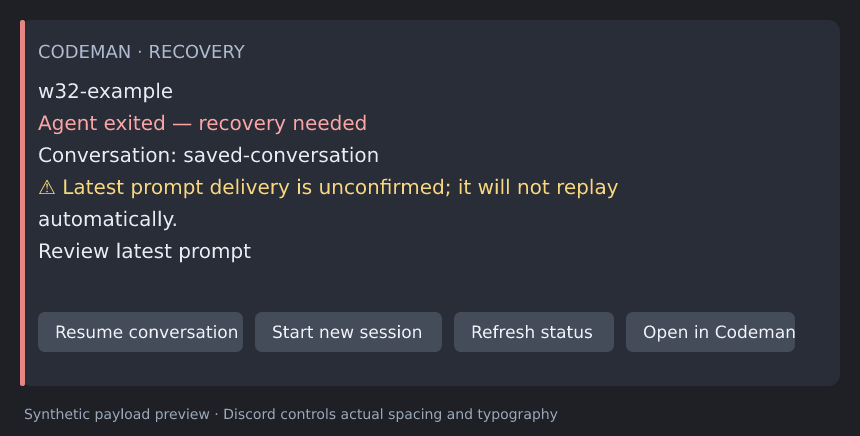 CODEMAN · RECOVERY
w32-example
Agent exited — recovery needed
Conversation: saved-conversation
⚠ Latest prompt delivery is unconfirmed; it will not replay
automatically.
Review latest prompt
Resume conversation
Start new session
Refresh status
Open in Codeman
Synthetic payload preview · Discord controls actual spacing and typography